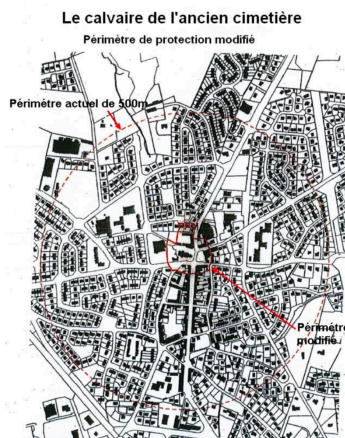 Le calvaire de l'ancien cimetière
Périmètre de protection modifié
Périmètre actuel de 500m
Périmètre
modifié